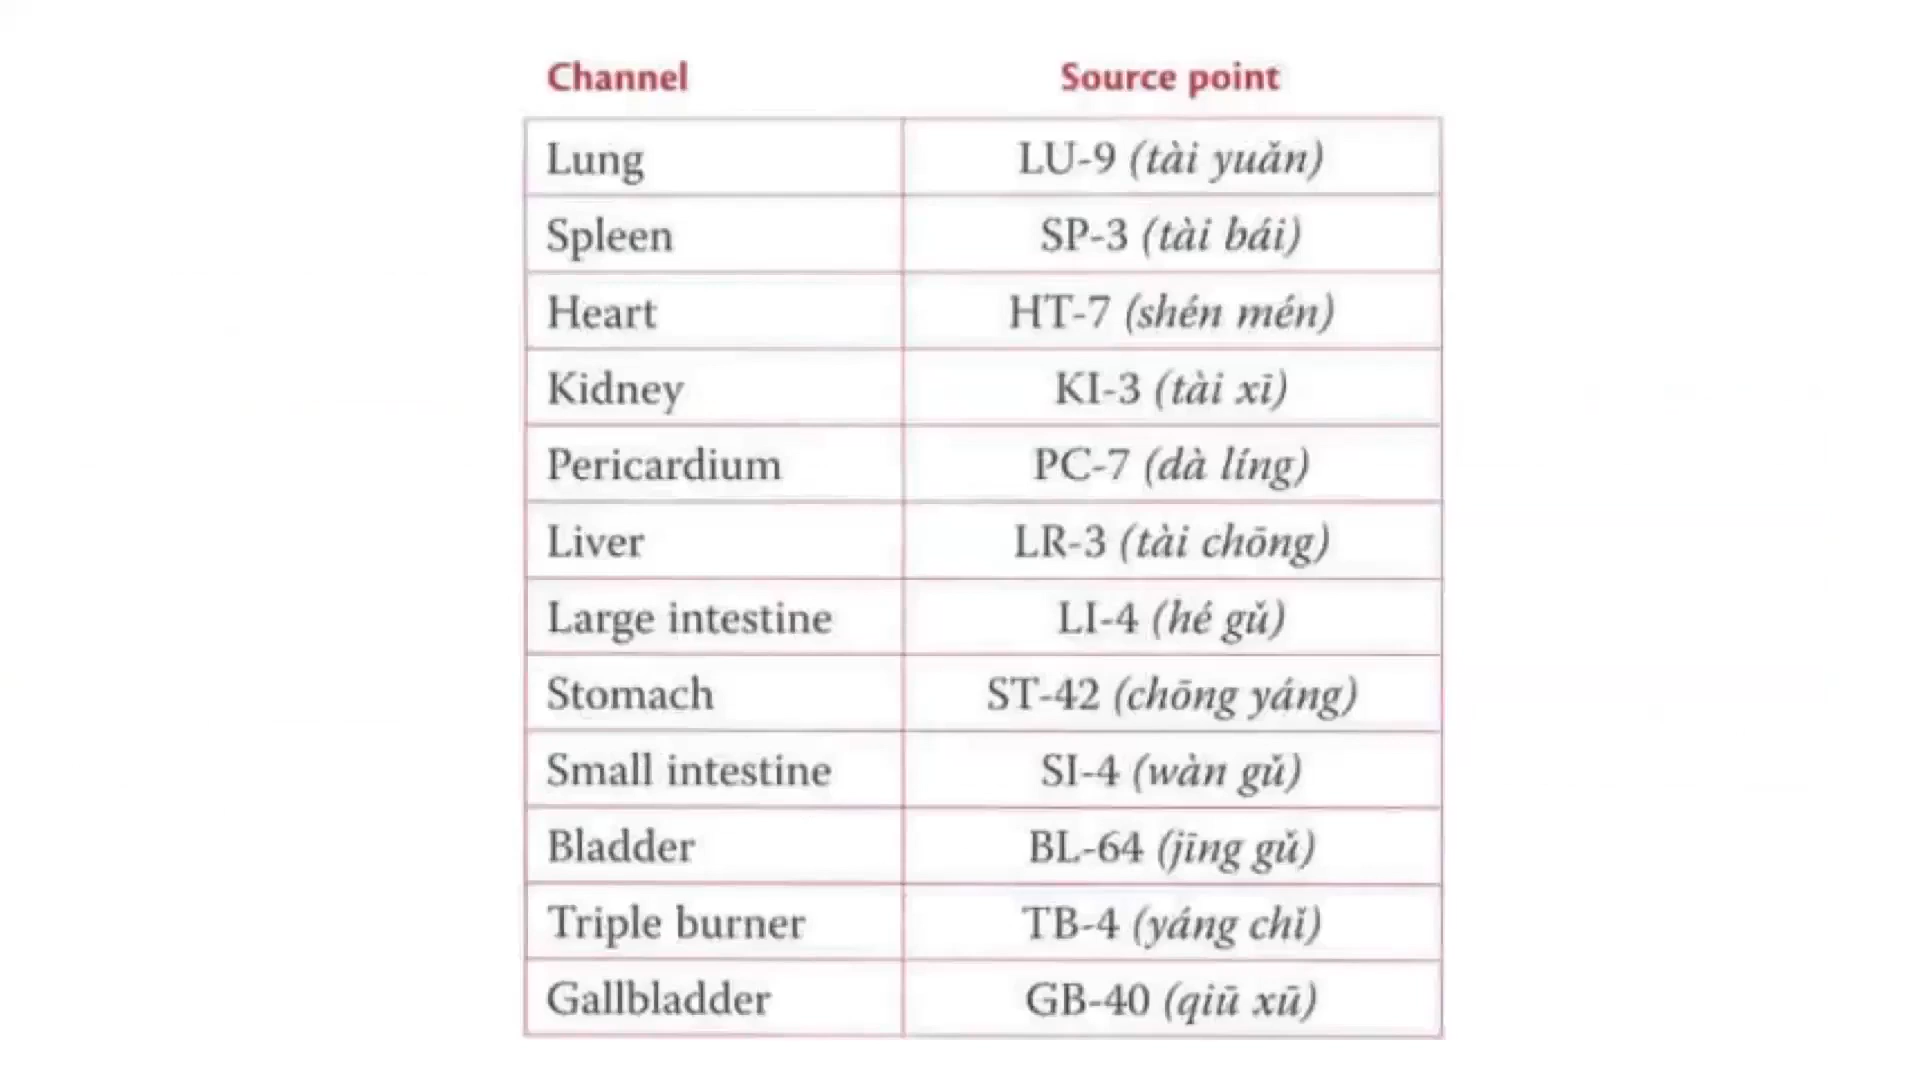 Channel Source point
Lung LU-9 (tài yuǎn)
Spleen SP-3 (tài bái)
Heart HT-7 (shén mén)
Kidney KI-3 (tài xī)
Pericardium PC-7 (dà líng)
Liver LR-3 (tài chōng)
Large intestine LI-4 (hé gǔ)
Stomach ST-42 (chōng yáng)
Small intestine SI-4 (wàn gǔ)
Bladder BL-64 (jīng gǔ)
Triple burner TB-4 (yáng chǐ)
Gallbladder GB-40 (qiū xū)